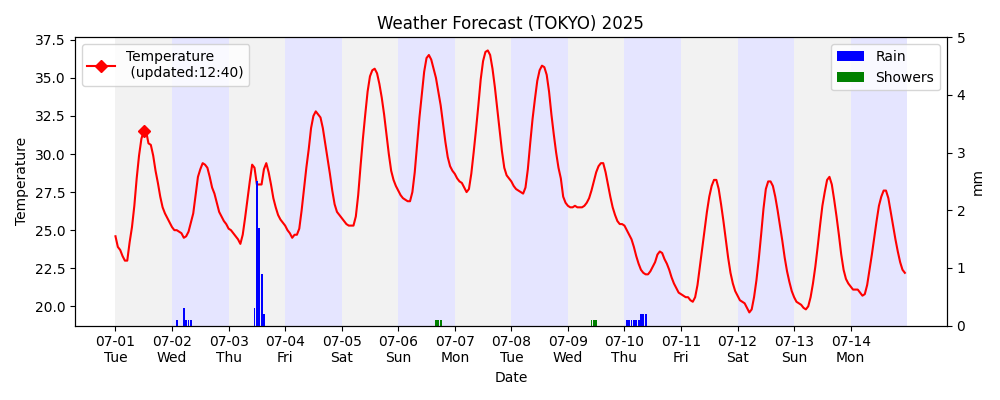 Weather Forecast (TOKYO) 2025
Temperature
(updated:12:40)
Rain
Showers
37.5
35.0
32.5
30.0
27.5
25.0
22.5
20.0
Temperature
5
4
3
2
1
0
mm
07-01 07-02 07-03 07-04 07-05 07-06 07-07 07-08 07-09 07-10 07-11 07-12 07-13 07-14
Tue Wed Thu Fri Sat Sun Mon Tue Wed Thu Fri Sat Sun Mon
Date